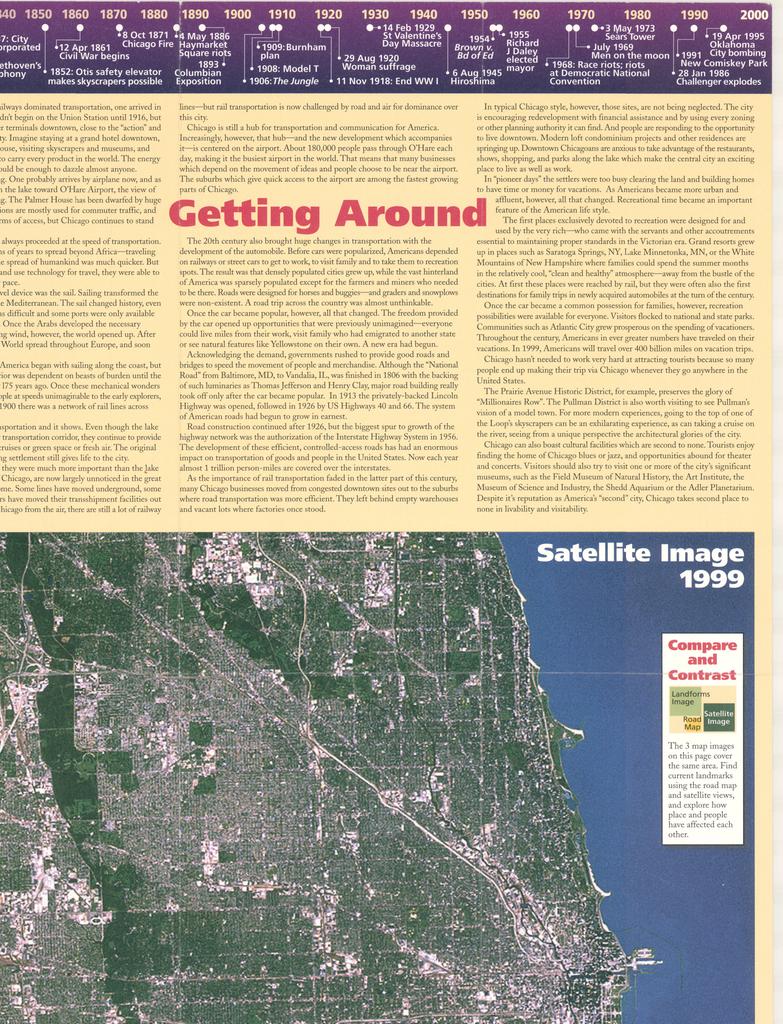 340 1850 1860 1870 1880 1890 1900 1910 1920 1930 1940 1950 1960 1970 1980 1990 2000
7: City
orporated
ethoven's
phony
12 Apr 1861
Civil War begins
1852: Otis safety elevator
makes skyscrapers possible
8 Oct 1871
Chicago Fire
4 May 1886
Haymarket
Square riots
1893
Columbian
Exposition
1909: Burnham
plan
1908: Model T
1906: The Jungle
14 Feb 1929
St Valentine's
Day Massacre
29 Aug 1920
Woman suffrage
11 Nov 1918: End WW I
1954
Brown v.
Bd of Ed
6 Aug 1945
Hiroshima
1955
Richard
J Daley
elected
mayor
3 May 1973
Sears Tower
July 1969
Men on the moon
1968: Race riots, riots
at Democratic National
Convention
19 Apr 1995
Oklahoma
City bombing
1991
New Comiskey Park
28 Jan 1986
Challenger explodes
ailways dominated transportation, one arrived in
dn't begin on the Union Station until 1916, but
r terminals downtown, close to the "action" and
ty. Imagine staying at a grand hotel downtown,
ouse, visiting skyscrapers and museums, and
o carry every product in the world. The energy
ould be enough to dazzle almost anyone.
g. One probably arrives by airplane now, and as
n the lake toward O'Hare Airport, the view of
g. The Palmer House has been dwarfed by huge
ions are mostly used for commuter traffic, and
rms of access, but Chicago continues to stand
always proceeded at the speed of transportation.
s of years to spread beyond Africa—traveling
e spread of humankind was much quicker. But
and use technology for travel, they were able to
pace.
vel device was the sail. Sailing transformed the
e Mediterranean. The sail changed history, even
s difficult and some ports were only available
Once the Arabs developed the necessary
ng wind, however, the world opened up. After
World spread throughout Europe, and soon
America began with sailing along the coast, but
ior was dependent on beasts of burden until the
175 years ago. Once these mechanical wonders
ople at speeds unimaginable to the early explorers,
1900 there was a network of rail lines across
nsportation and it shows. Even though the lake
transportation corridor, they continue to provide
ruises or green space or fresh air. The original
ng settlement still gives life to the city.
they were much more important than the lake
Chicago, are now largely unnoticed in the great
ome. Some lines have moved underground, some
rs have moved their transshipment facilities out
hicago from the air, there are still a lot of railway
lines—but rail transportation is now challenged by road and air for dominance over
this city.
Chicago is still a hub for transportation and communication for America.
Increasingly, however, that hub—and the new development which accompanies
it—is centered on the airport. About 180,000 people pass through O'Hare each
day, making it the busiest airport in the world. That means that many businesses
which depend on the movement of ideas and people choose to be near the airport.
The suburbs which give quick access to the airport are among the fastest growing
parts of Chicago.
Getting Around
The 20th century also brought huge changes in transportation with the
development of the automobile. Before cars were popularized, Americans depended
on railways or street cars to get to work, to visit family and to take them to recreation
spots. The result was that densely populated cities grew up, while the vast hinterland
of America was sparsely populated except for the farmers and miners who needed
to be there. Roads were designed for horses and buggies—and graders and snowplows
were non-existent. A road trip across the country was almost unthinkable.
Once the car became popular, however, all that changed. The freedom provided
by the car opened up opportunities that were previously unimagined—everyone
could live miles from their work, visit family who had emigrated to another state
or see natural features like Yellowstone on their own. A new era had begun.
Acknowledging the demand, governments rushed to provide good roads and
bridges to speed the movement of people and merchandise. Although the "National
Road" from Baltimore, MD, to Vandalia, IL, was finished in 1806 with the backing
of such luminaries as Thomas Jefferson and Henry Clay, major road building really
took off only after the car became popular. In 1913 the privately-backed Lincoln
Highway was opened, followed in 1926 by US Highways 40 and 66. The system
of American roads had begun to grow in earnest.
Road construction continued after 1926, but the biggest spur to growth of the
highway network was the authorization of the Interstate Highway System in 1956.
The development of these efficient, controlled-access roads has had an enormous
impact on transportation of goods and people in the United States. Now each year
almost 1 trillion person-miles are covered over the interstates.
As the importance of rail transportation faded in the latter part of this century,
many Chicago businesses moved from congested downtown sites out to the suburbs
where road transportation was more efficient. They left behind empty warehouses
and vacant lots where factories once stood.
In typical Chicago style, however, those sites, are not being neglected. The city
is encouraging redevelopment with financial assistance and by using every zoning
or other planning authority it can find. And people are responding to the opportunity
to live downtown. Modern loft condominium projects and other residences are
springing up. Downtown Chicagoans are anxious to take advantage of the restaurants,
shows, shopping, and parks along the lake which make the central city an exciting
place to live as well as work.
In "pioneer days" the settlers were too busy clearing the land and building homes
to have time or money for vacations. As Americans became more urban and
affluent, however, all that changed. Recreational time became an important
feature of the American life style.
The first places exclusively devoted to recreation were designed for and
used by the very rich—who came with the servants and other accoutrements
essential to maintaining proper standards in the Victorian era. Grand resorts grew
up in places such as Saratoga Springs, NY, Lake Minnetonka, MN, or the White
Mountains of New Hampshire where families could spend the summer months
in the relatively cool, "clean and healthy" atmosphere—away from the bustle of the
cities. At first these places were reached by rail, but they were often also the first
destinations for family trips in newly acquired automobiles at the turn of the century.
Once the car became a common possession for families, however, recreation
possibilities were available for everyone. Visitors flocked to national and state parks.
Communities such as Atlantic City grew prosperous on the spending of vacationers.
Throughout the century, Americans in ever greater numbers have traveled on their
vacations. In 1999, Americans will travel over 400 billion miles on vacation trips.
Chicago hasn't needed to work very hard at attracting tourists because so many
people end up making their trip via Chicago whenever they go anywhere in the
United States.
The Prairie Avenue Historic District, for example, preserves the glory of
"Millionaires Row". The Pullman District is also worth visiting to see Pullman's
vision of a model town. For more modern experiences, going to the top of one of
the Loop's skyscrapers can be an exhilarating experience, as can taking a cruise on
the river, seeing from a unique perspective the architectural glories of the city.
Chicago can also boast cultural facilities which are second to none. Tourists enjoy
finding the home of Chicago blues or jazz, and opportunities abound for theater
and concerts. Visitors should also try to visit one or more of the city's significant
museums, such as the Field Museum of Natural History, the Art Institute, the
Museum of Science and Industry, the Shedd Aquarium or the Adler Planetarium.
Despite it's reputation as America's "second" city, Chicago takes second place to
none in livability and visitability.
Satellite Image
1999
Compare
and
Contrast
Landforms
Image
Road
Map
Satellite
Image
The 3 map images
on this page cover
the same area. Find
current landmarks
using the road map
and satellite views,
and explore how
place and people
have affected each
other.